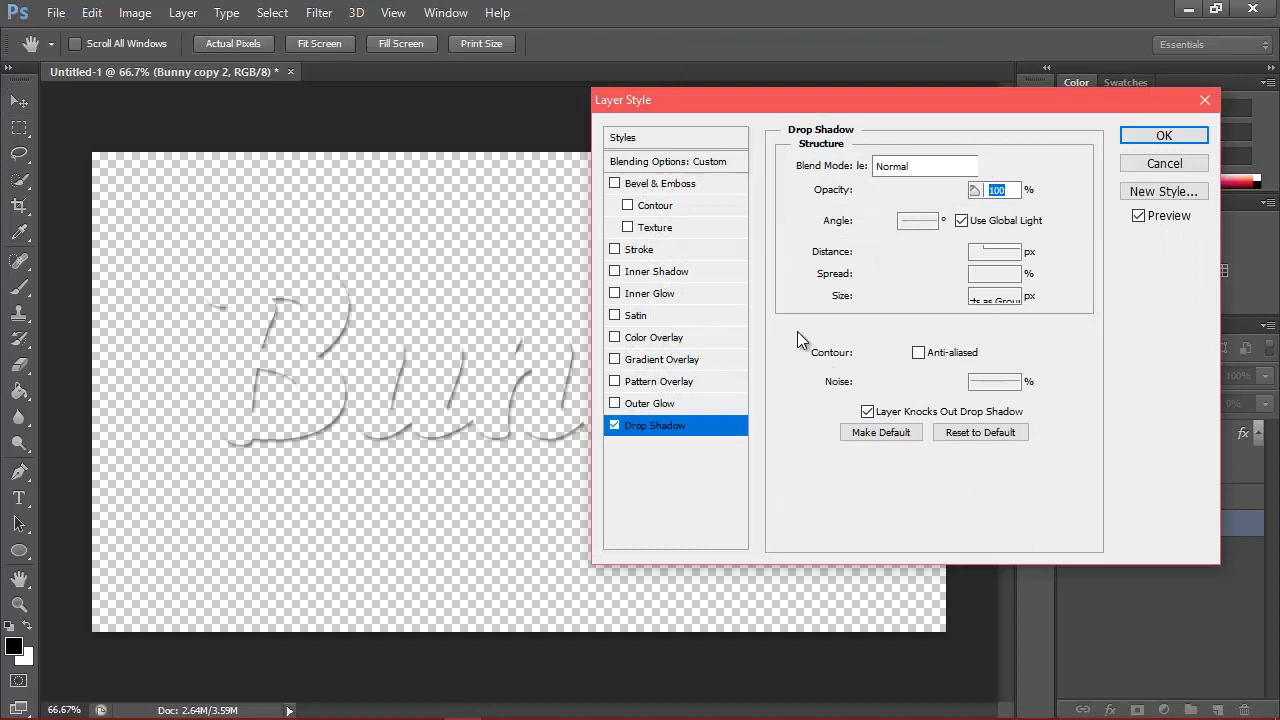 Ps File Edit Image Layer Type Select Filter 3D View Window Help
Scroll All Windows Actual Pixels Fit Screen Fill Screen Print Size Essentials
Untitled-1 @ 66.7% (Bunny copy 2, RGB/8) * ×
Color Swatches
Layer Style
Styles
Blending Options: Custom
Bevel & Emboss
Contour
Texture
Stroke
Inner Shadow
Inner Glow
Satin
Color Overlay
Gradient Overlay
Pattern Overlay
Outer Glow
Drop Shadow
Drop Shadow
Structure
Blend Mode: le: Normal
Opacity: 100 %
Angle: ° Use Global Light
Distance: px
Spread: %
Size: px
Contour: Anti-aliased
Noise: %
Layer Knocks Out Drop Shadow
Make Default Reset to Default
OK
Cancel
New Style...
Preview
100%
fx
Bun
66.67% Doc: 2.64M/3.59M
fx